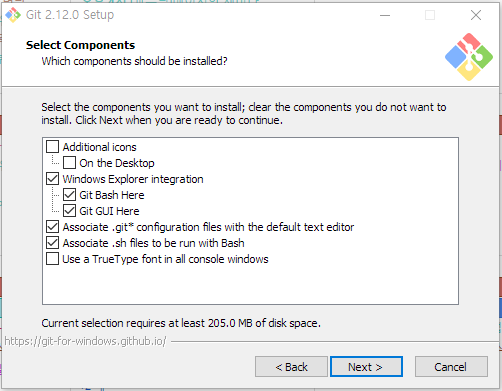 Git 2.12.0 Setup
Select Components
Which components should be installed?
Select the components you want to install; clear the components you do not want to
install. Click Next when you are ready to continue.
Additional icons
On the Desktop
Windows Explorer integration
Git Bash Here
Git GUI Here
Associate .git* configuration files with the default text editor
Associate .sh files to be run with Bash
Use a TrueType font in all console windows
Current selection requires at least 205.0 MB of disk space.
https://git-for-windows.github.io/
< Back
Next >
Cancel